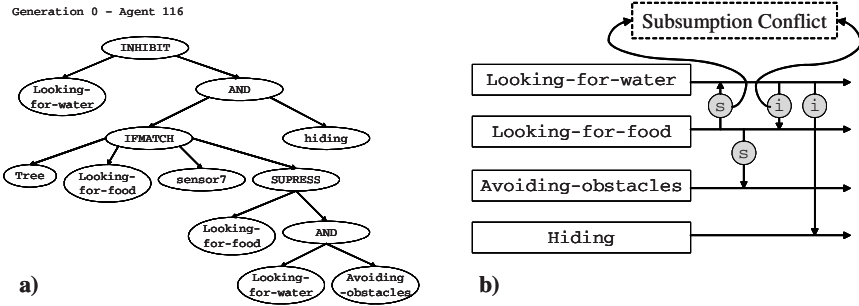 Generation 0 - Agent 116
INHIBIT
Looking-
for-water
AND
IFMATCH
hiding
Tree
Looking-
for-food
sensor7
SUPRESS
Looking-
for-food
AND
Looking-
for-water
Avoiding
-obstacles
a)
Subsumption Conflict
Looking-for-water
s
i
i
Looking-for-food
s
Avoiding-obstacles
Hiding
b)